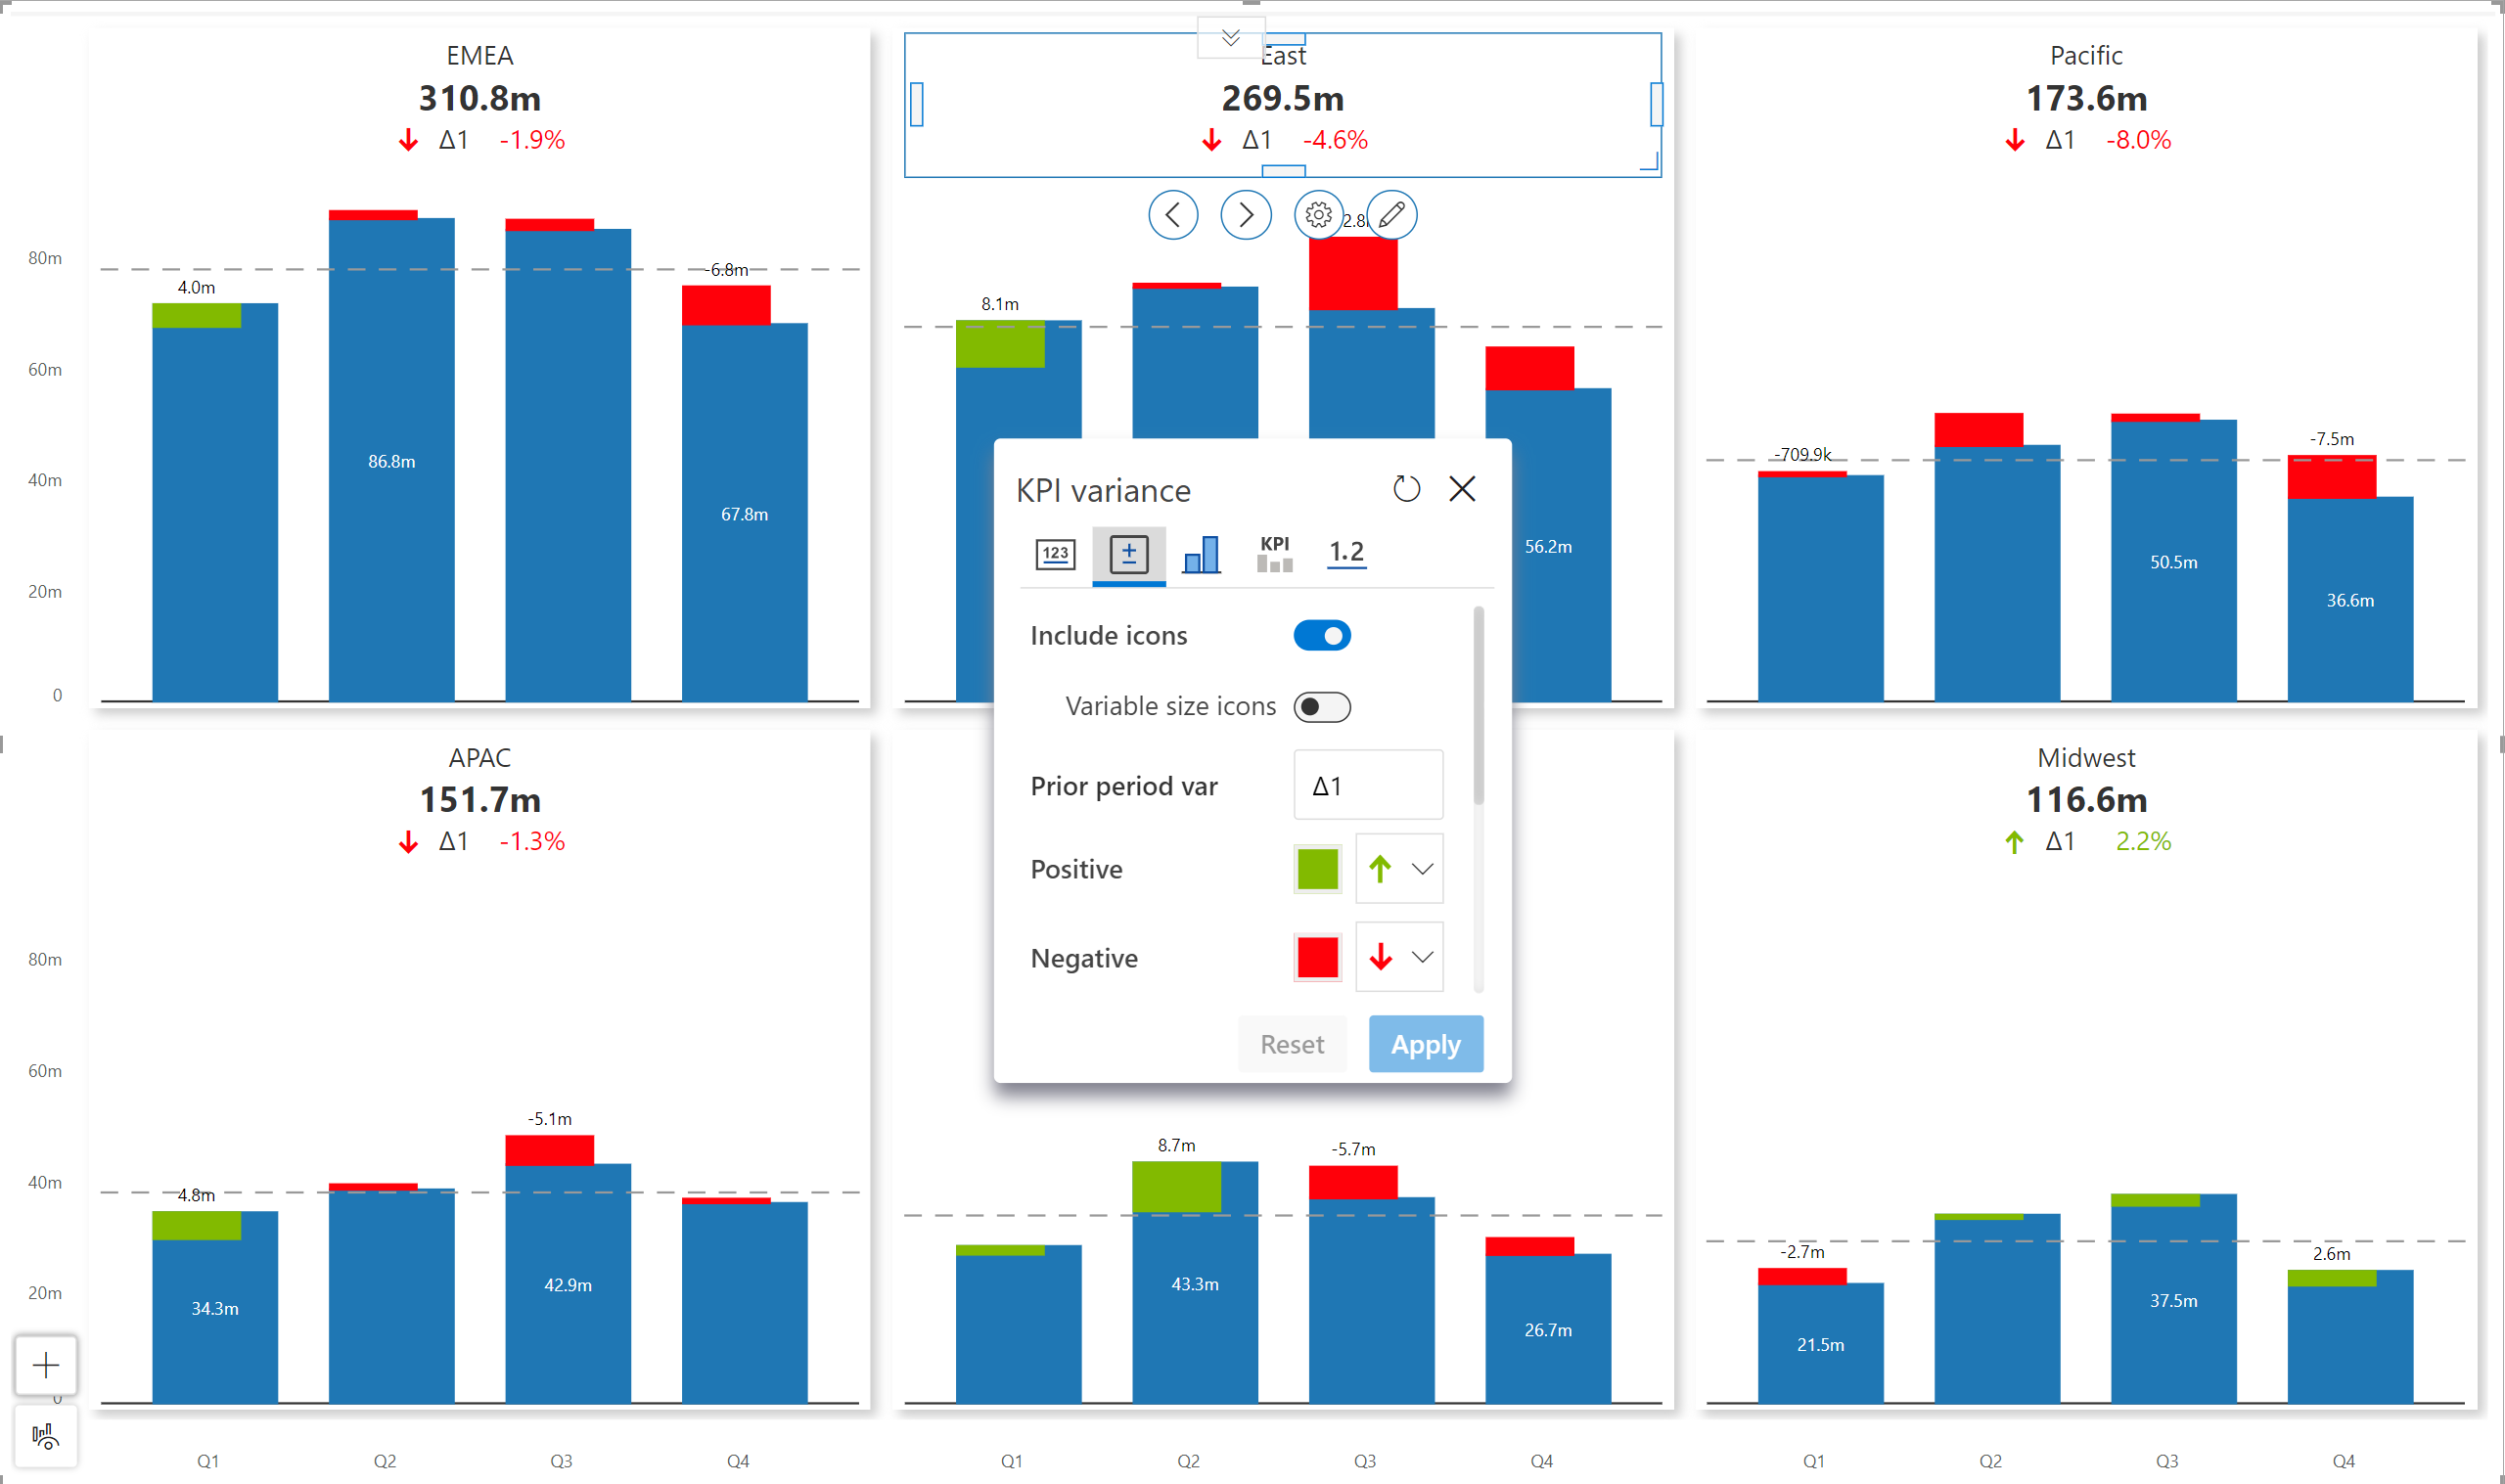 EMEA
310.8m
Δ1 -1.9%
East
269.5m
Δ1 -4.6%
Pacific
173.6m
Δ1 -8.0%
80m
60m
40m
20m
0
4.0m
86.8m
-6.8m
67.8m
8.1m
56.2m
-709.9k
50.5m
-7.5m
36.6m
KPI variance
123
KPI
1.2
Include icons
Variable size icons
Prior period var
Δ1
Positive
Negative
Reset
Apply
APAC
151.7m
Δ1 -1.3%
Midwest
116.6m
Δ1 2.2%
80m
60m
40m
20m
4.8m
34.3m
-5.1m
42.9m
8.7m
43.3m
-5.7m
26.7m
-2.7m
21.5m
37.5m
2.6m
Q1 Q2 Q3 Q4
Q1 Q2 Q3 Q4
Q1 Q2 Q3 Q4